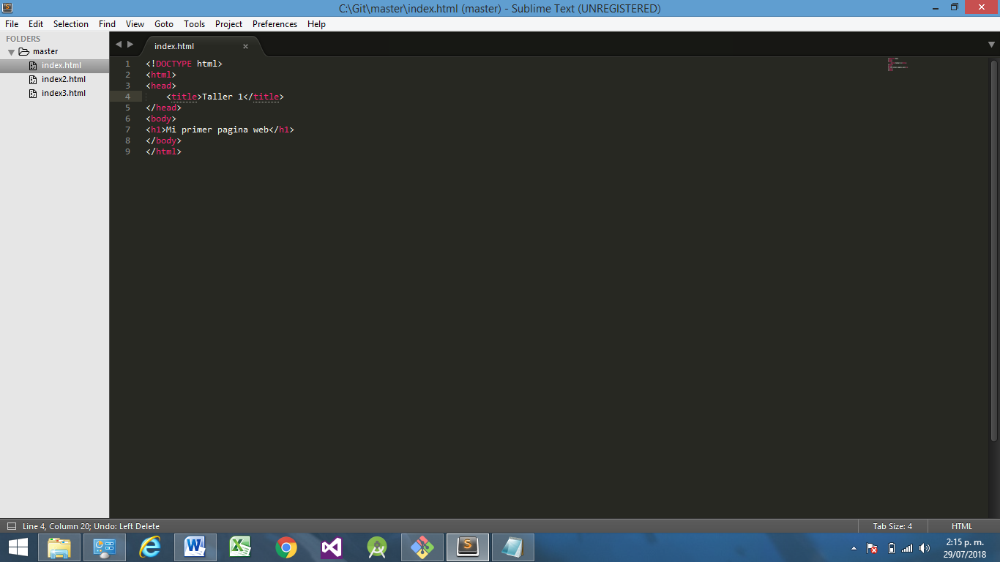 C:\Git\master\index.html (master) - Sublime Text (UNREGISTERED)
File Edit Selection Find View Goto Tools Project Preferences Help
FOLDERS
master
index.html
index2.html
index3.html
index.html ×
1 <!DOCTYPE html>
2 <html>
3 <head>
4 <title>Taller 1</title>
5 </head>
6 <body>
7 <h1>Mi primer pagina web</h1>
8 </body>
9 </html>
Line 4, Column 20; Undo: Left Delete
Tab Size: 4
HTML
2:15 p. m.
29/07/2018